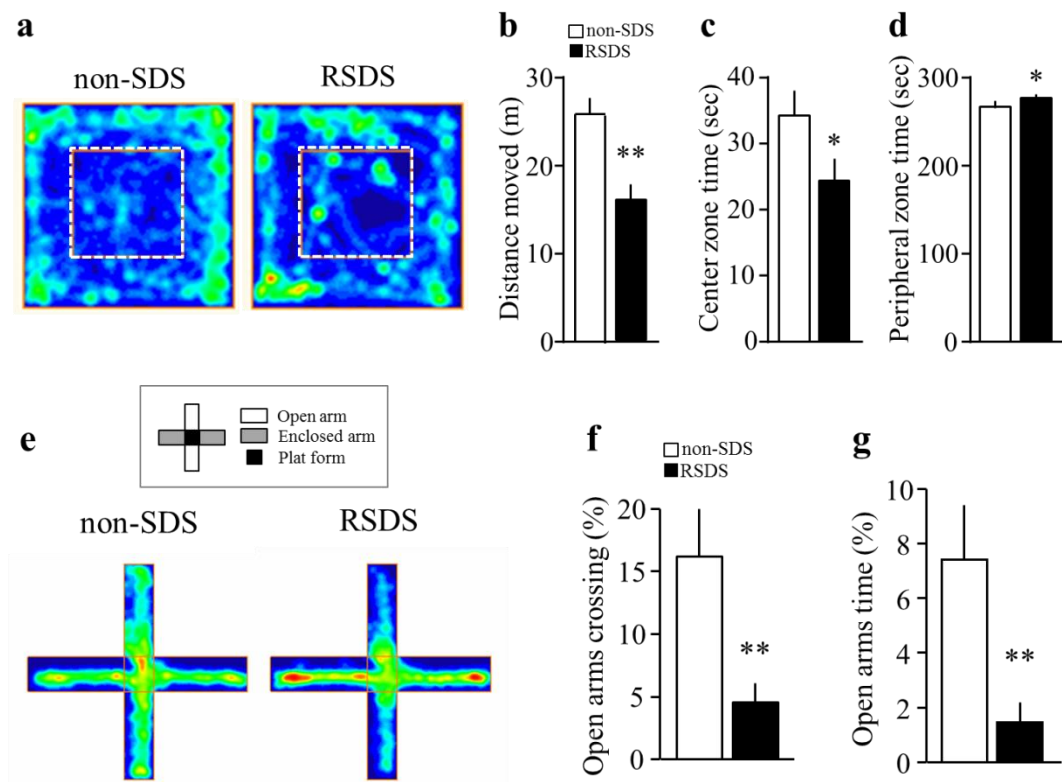 a
non-SDS
RSDS
b
non-SDS
RSDS
Distance moved (m)
30
20
10
0
**
c
Center zone time (sec)
40
30
20
10
0
*
d
Peripheral zone time (sec)
300
200
100
0
*
e
Open arm
Enclosed arm
Plat form
non-SDS
RSDS
f
non-SDS
RSDS
Open arms crossing (%)
20
15
10
5
0
**
g
Open arms time (%)
10
8
6
4
2
0
**